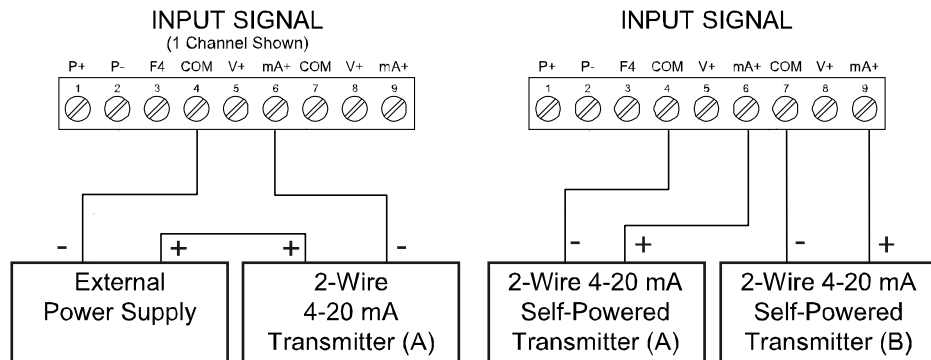 INPUT SIGNAL
(1 Channel Shown)
P+ P- F4 COM V+ mA+ COM V+ mA+
1 2 3 4 5 6 7 8 9
- + + -
External
Power Supply
2-Wire
4-20 mA
Transmitter (A)
INPUT SIGNAL
P+ P- F4 COM V+ mA+ COM V+ mA+
1 2 3 4 5 6 7 8 9
- + - +
2-Wire 4-20 mA
Self-Powered
Transmitter (A)
2-Wire 4-20 mA
Self-Powered
Transmitter (B)